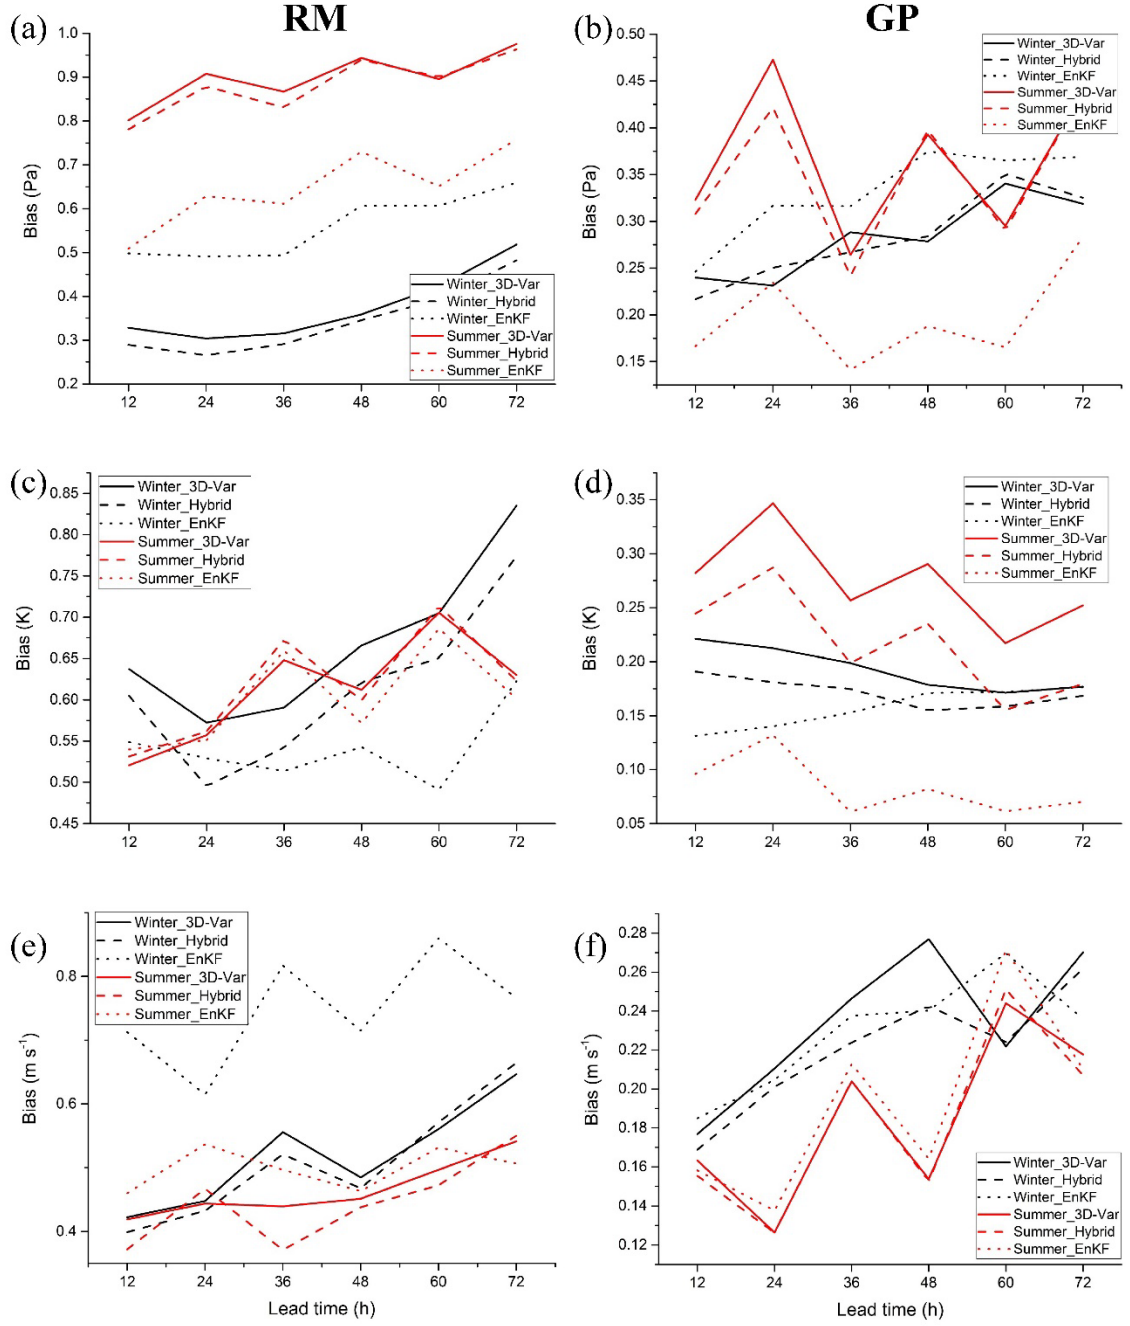 RM
GP
(a)
1.0
0.9
0.8
0.7
0.6
0.5
0.4
0.3
0.2
Bias (Pa)
12 24 36 48 60 72
Winter_3D-Var
Winter_Hybrid
Winter_EnKF
Summer_3D-Var
Summer_Hybrid
Summer_EnKF
(b)
0.50
0.45
0.40
0.35
0.30
0.25
0.20
0.15
Bias (Pa)
12 24 36 48 60 72
Winter_3D-Var
Winter_Hybrid
Winter_EnKF
Summer_3D-Var
Summer_Hybrid
Summer_EnKF
(c)
0.85
0.80
0.75
0.70
0.65
0.60
0.55
0.50
0.45
Bias (K)
12 24 36 48 60 72
Winter_3D-Var
Winter_Hybrid
Winter_EnKF
Summer_3D-Var
Summer_Hybrid
Summer_EnKF
(d)
0.35
0.30
0.25
0.20
0.15
0.10
0.05
Bias (K)
12 24 36 48 60 72
Winter_3D-Var
Winter_Hybrid
Winter_EnKF
Summer_3D-Var
Summer_Hybrid
Summer_EnKF
(e)
0.8
0.6
0.4
Bias (m s⁻¹)
12 24 36 48 60 72
Lead time (h)
Winter_3D-Var
Winter_Hybrid
Winter_EnKF
Summer_3D-Var
Summer_Hybrid
Summer_EnKF
(f)
0.28
0.26
0.24
0.22
0.20
0.18
0.16
0.14
0.12
Bias (m s⁻¹)
12 24 36 48 60 72
Lead time (h)
Winter_3D-Var
Winter_Hybrid
Winter_EnKF
Summer_3D-Var
Summer_Hybrid
Summer_EnKF